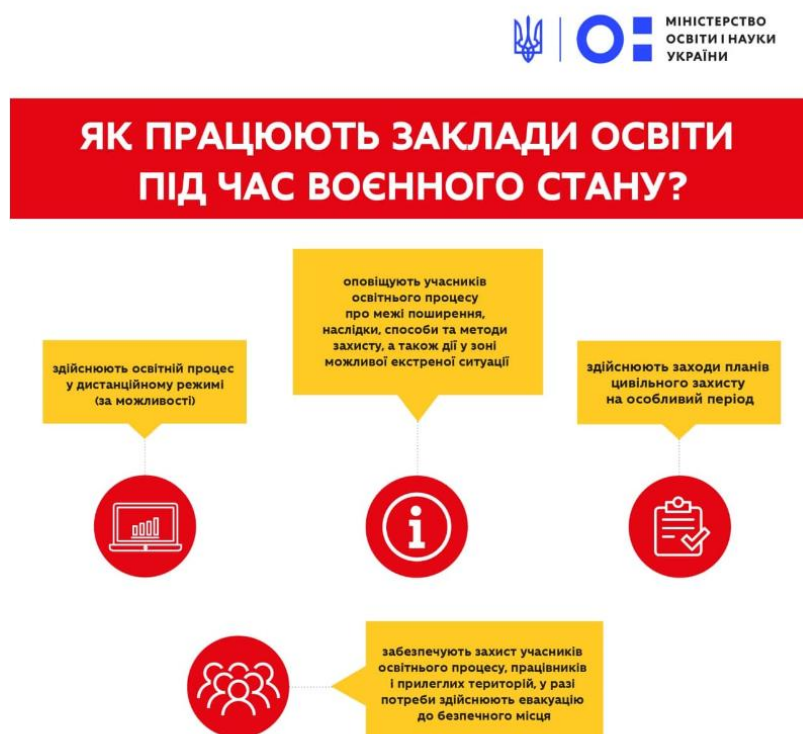 МІНІСТЕРСТВО
ОСВІТИ І НАУКИ
УКРАЇНИ
ЯК ПРАЦЮЮТЬ ЗАКЛАДИ ОСВІТИ
ПІД ЧАС ВОЄННОГО СТАНУ?
оповіщують учасників
освітнього процесу
про межі поширення,
наслідки, способи та методи
захисту, а також дії у зоні
можливої екстреної ситуації
здійснюють освітній процес
у дистанційному режимі
(за можливості)
здійснюють заходи планів
цивільного захисту
на особливий період
забезпечують захист учасників
освітнього процесу, працівників
і прилеглих територій, у разі
потреби здійснюють евакуацію
до безпечного місця